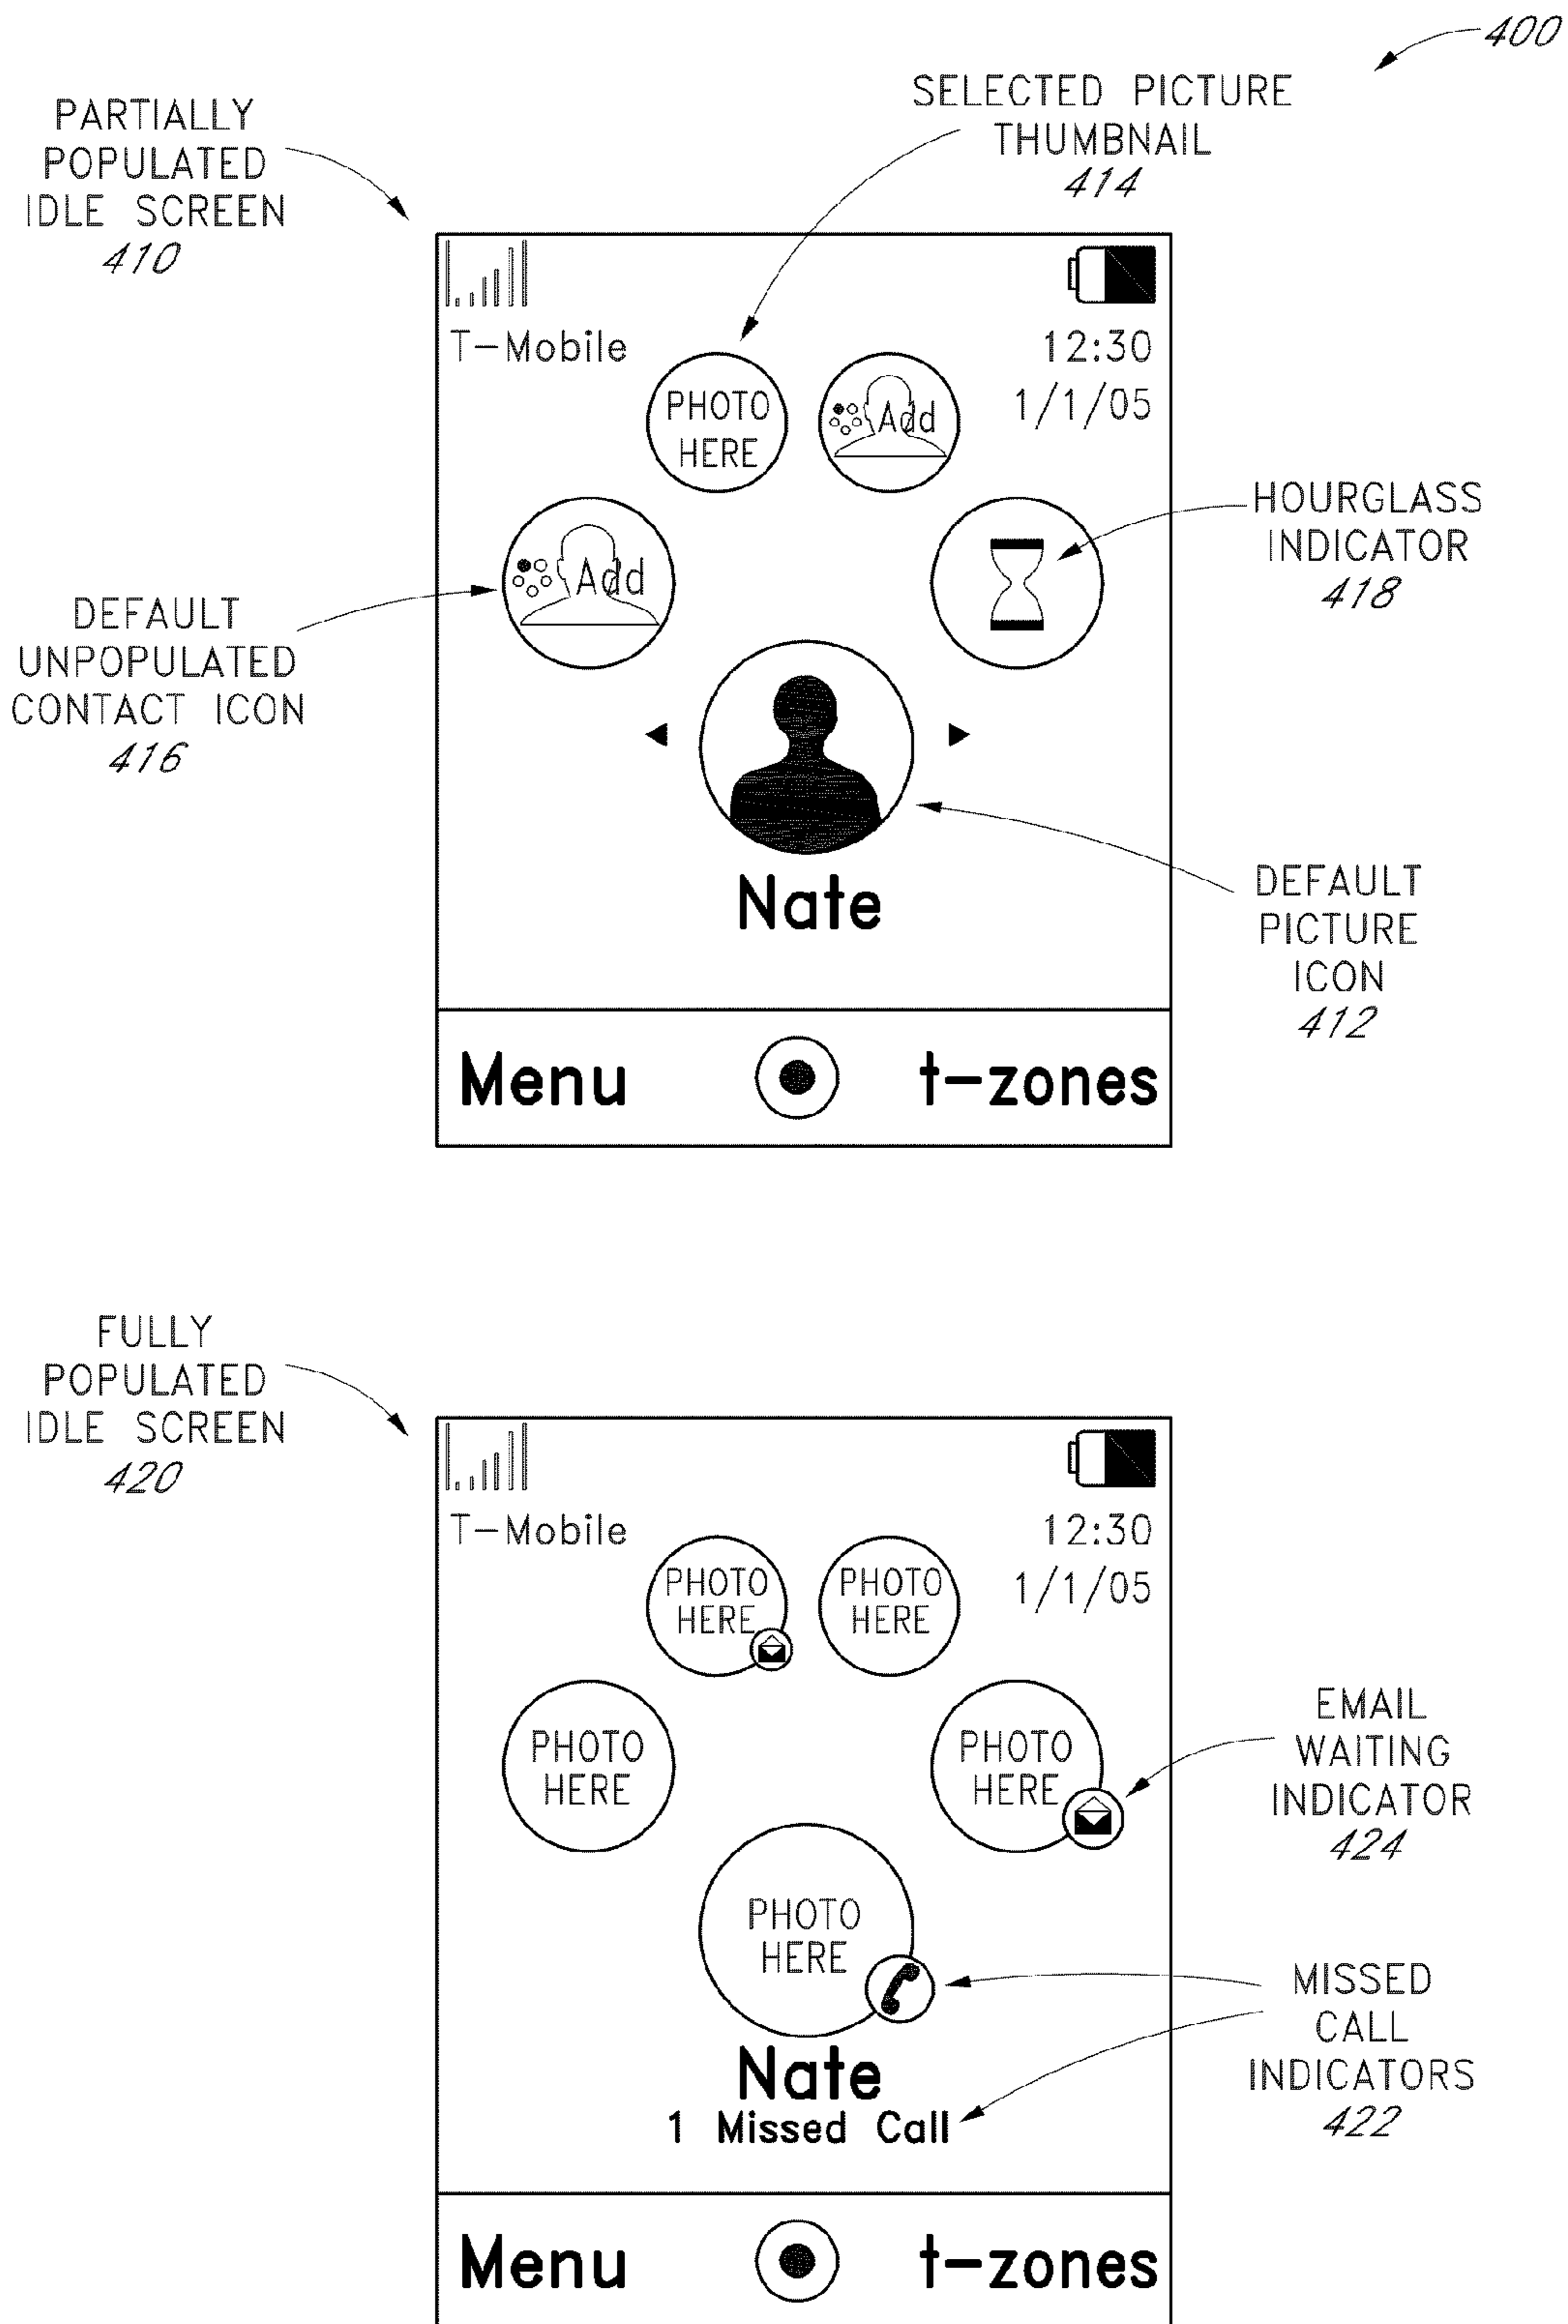 400
SELECTED PICTURE
THUMBNAIL
414
PARTIALLY
POPULATED
IDLE SCREEN
410
T-Mobile
12:30
1/1/05
PHOTO
HERE
Add
Add
HOURGLASS
INDICATOR
418
DEFAULT
UNPOPULATED
CONTACT ICON
416
Nate
DEFAULT
PICTURE
ICON
412
Menu
t-zones
FULLY
POPULATED
IDLE SCREEN
420
T-Mobile
12:30
1/1/05
PHOTO
HERE
PHOTO
HERE
PHOTO
HERE
PHOTO
HERE
EMAIL
WAITING
INDICATOR
424
PHOTO
HERE
MISSED
CALL
INDICATORS
422
Nate
1 Missed Call
Menu
t-zones